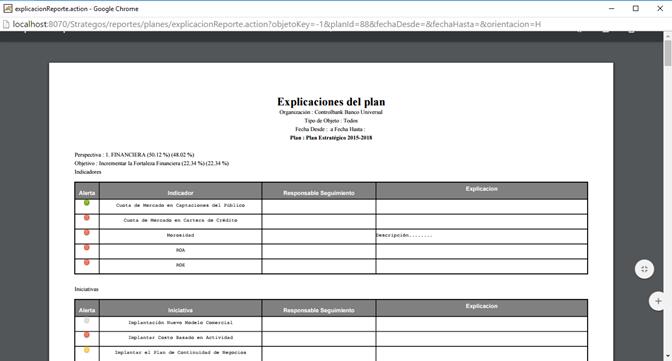 explicacionReporte.action - Google Chrome
localhost:8070/Strategos/reportes/planes/explicacionReporte.action?objetoKey=-1&planId=88&fechaDesde=&fechaHasta=&orientacion=H
Explicaciones del plan
Organización : Controlbank Banco Universal
Tipo de Objeto : Todos
Fecha Desde : a Fecha Hasta :
Plan : Plan Estratégico 2015-2018
Perspectiva : 1. FINANCIERA (50.12 %) (48.02 %)
Objetivo : Incrementar la Fortaleza Financiera (22,34 %) (22,34 %)
Indicadores
Alerta Indicador Responsable Seguimiento Explicacion
Cuota de Mercado en Captaciones del Público
Cuota de Mercado en Cartera de Crédito
Morosidad Descripción........
ROA
ROE
Iniciativas
Alerta Iniciativa Responsable Seguimiento Explicacion
Implantación Nuevo Modelo Comercial
Implantar Costo Basado en Actividad
Implantar el Plan de Continuidad de Negocios